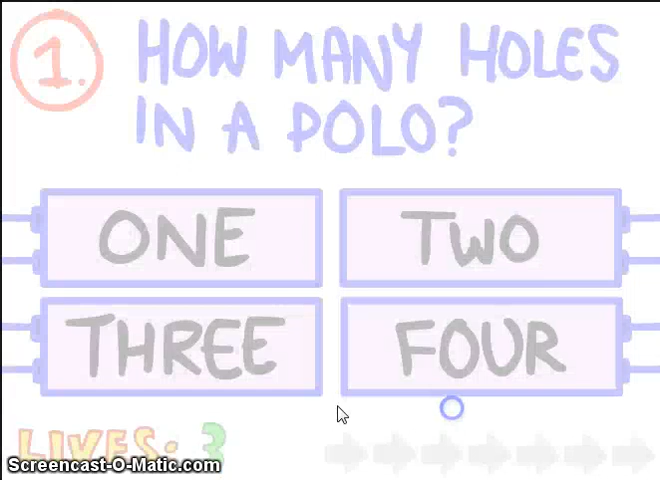 1. HOW MANY HOLES
IN A POLO?
ONE
TWO
THREE
FOUR
LIVES: 3
Screencast-O-Matic.com